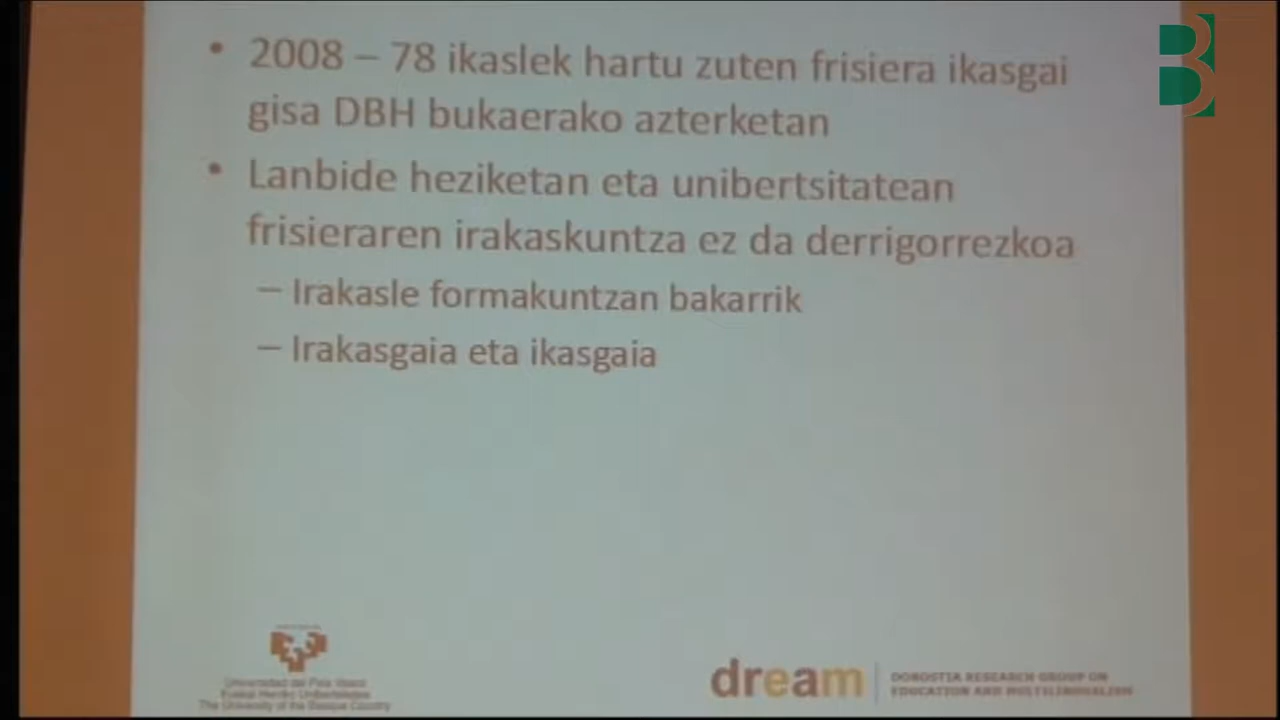 • 2008 – 78 ikaslek hartu zuten frisiera ikasgai
gisa DBH bukaerako azterketan
• Lanbide heziketan eta unibertsitatean
frisieraren irakaskuntza ez da derrigorrezkoa
– Irakasle formakuntzan bakarrik
– Irakasgaia eta ikasgaia
Universidad del País Vasco
Euskal Herriko Unibertsitatea
The University of the Basque Country
dream
DONOSTIA RESEARCH GROUP ON
EDUCATION AND MULTILINGUALISM
B